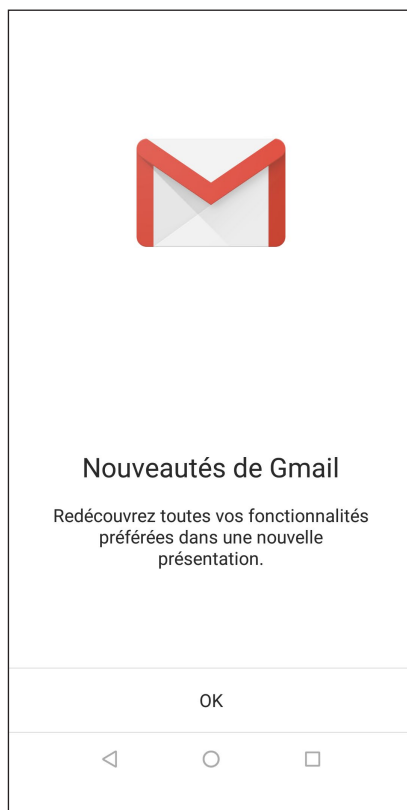 Nouveautés de Gmail
Redécouvrez toutes vos fonctionnalités
préférées dans une nouvelle
présentation.
OK